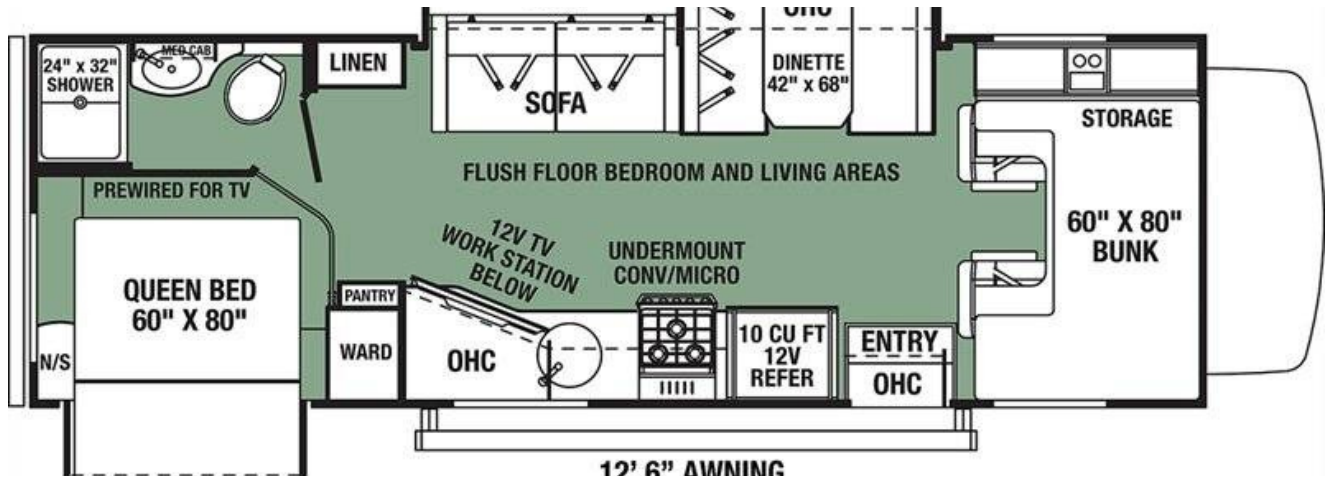 OHC
24" x 32"
SHOWER
MED CAB
LINEN
SOFA
DINETTE
42" x 68"
STORAGE
FLUSH FLOOR BEDROOM AND LIVING AREAS
PREWIRED FOR TV
12V TV
WORK STATION
BELOW
UNDERMOUNT
CONV/MICRO
60" X 80"
BUNK
QUEEN BED
60" X 80"
PANTRY
N/S
WARD
OHC
10 CU FT
12V
REFER
ENTRY
OHC
12' 6” AWNING